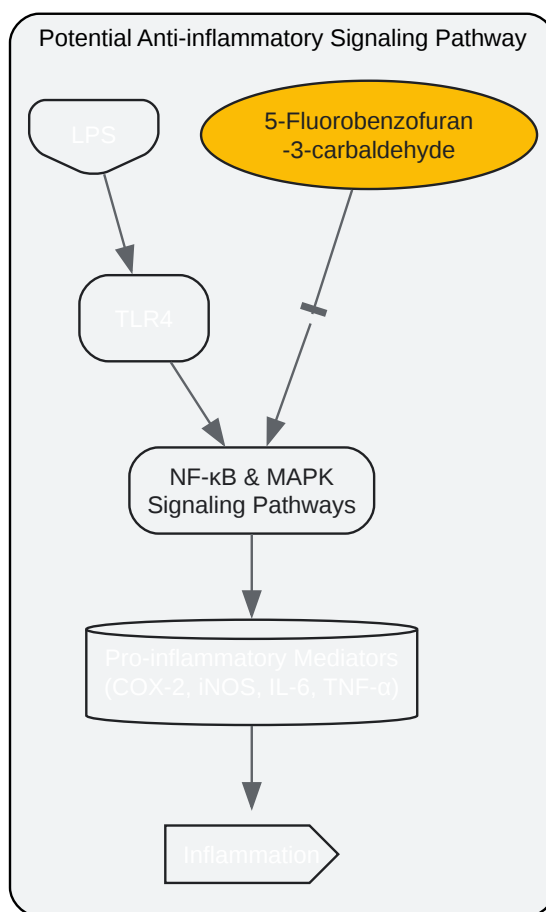 Potential Anti-inflammatory Signaling Pathway
LPS
5-Fluorobenzofuran
-3-carbaldehyde
TLR4
NF-κB & MAPK
Signaling Pathways
Pro-inflammatory Mediators
(COX-2, iNOS, IL-6, TNF-α)
Inflammation